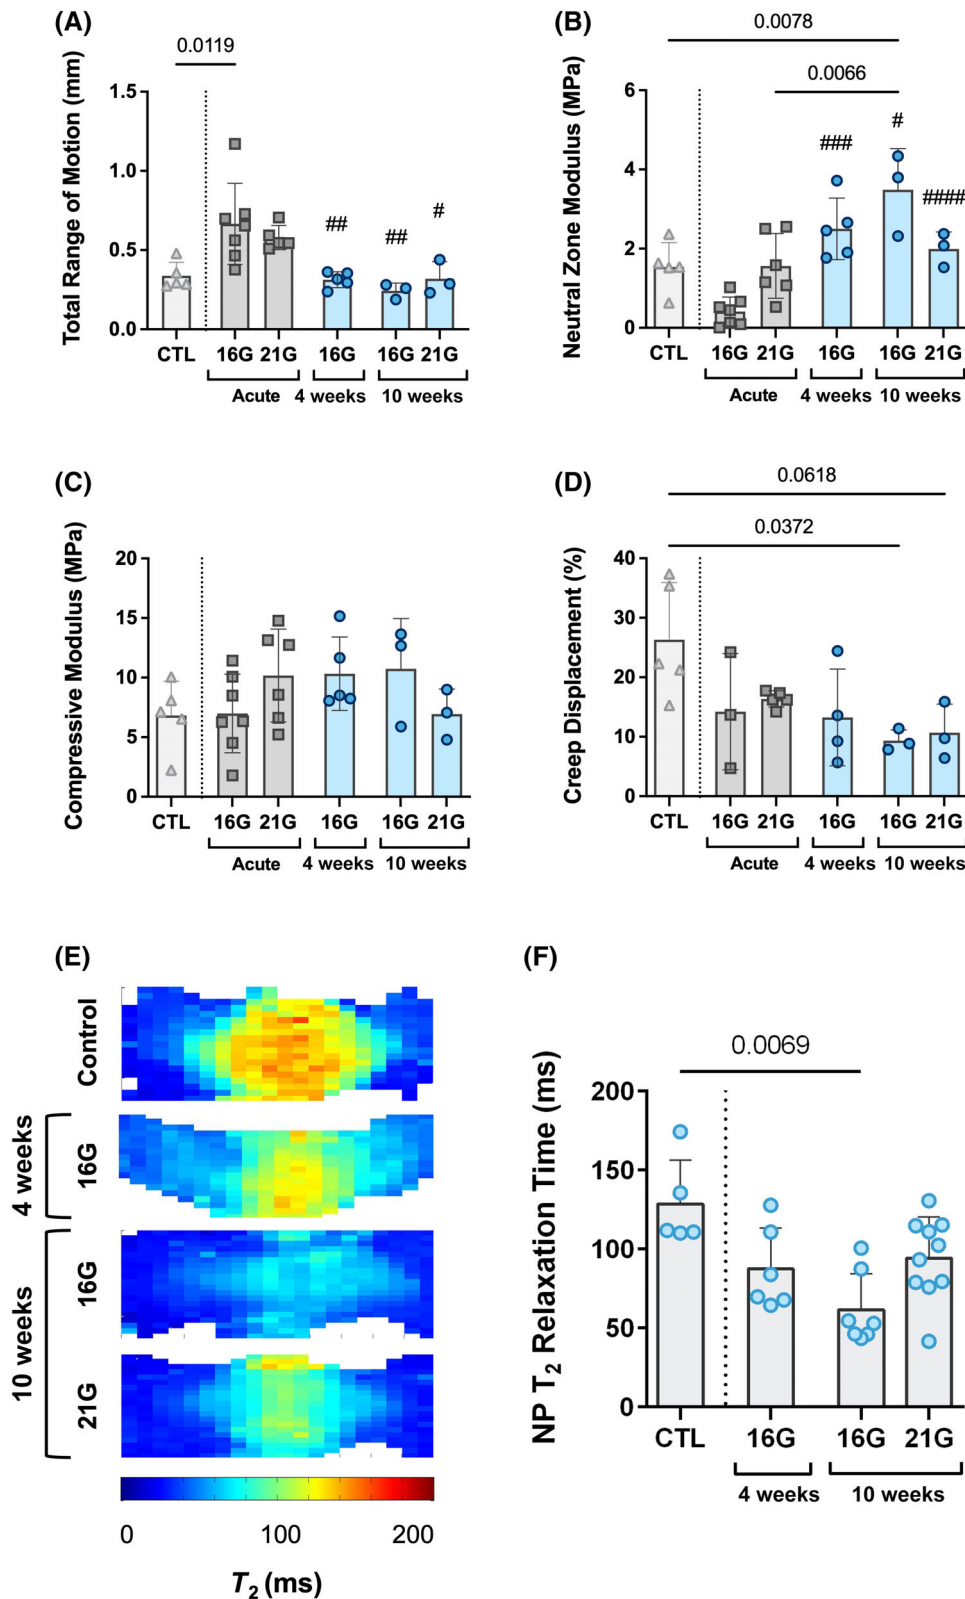 (A)
0.0119
Total Range of Motion (mm)
1.5
1.0
0.5
0.0
##
##
#
CTL 16G 21G 16G 16G 21G
Acute 4 weeks 10 weeks
(B)
0.0078
0.0066
Neutral Zone Modulus (MPa)
6
4
2
0
###
#
####
CTL 16G 21G 16G 16G 21G
Acute 4 weeks 10 weeks
(C)
Compressive Modulus (MPa)
20
15
10
5
0
CTL 16G 21G 16G 16G 21G
Acute 4 weeks 10 weeks
(D)
0.0618
0.0372
Creep Displacement (%)
40
30
20
10
0
CTL 16G 21G 16G 16G 21G
Acute 4 weeks 10 weeks
(E)
Control
4 weeks
16G
10 weeks
16G
21G
0 100 200
T2 (ms)
(F)
0.0069
NP T2 Relaxation Time (ms)
200
150
100
50
0
CTL 16G 16G 21G
4 weeks 10 weeks